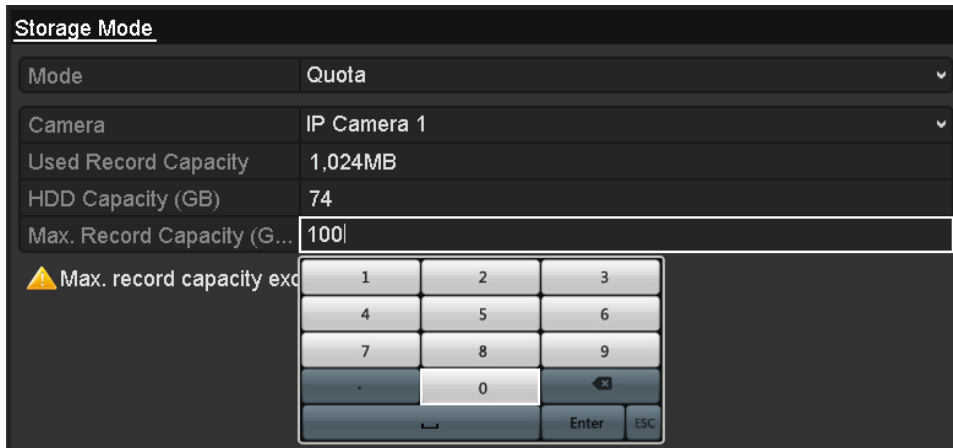 Storage Mode
Mode Quota
Camera IP Camera 1
Used Record Capacity 1,024MB
HDD Capacity (GB) 74
Max. Record Capacity (G... 100
Max. record capacity
1 2 3
4 5 6
7 8 9
. 0
Enter ESC